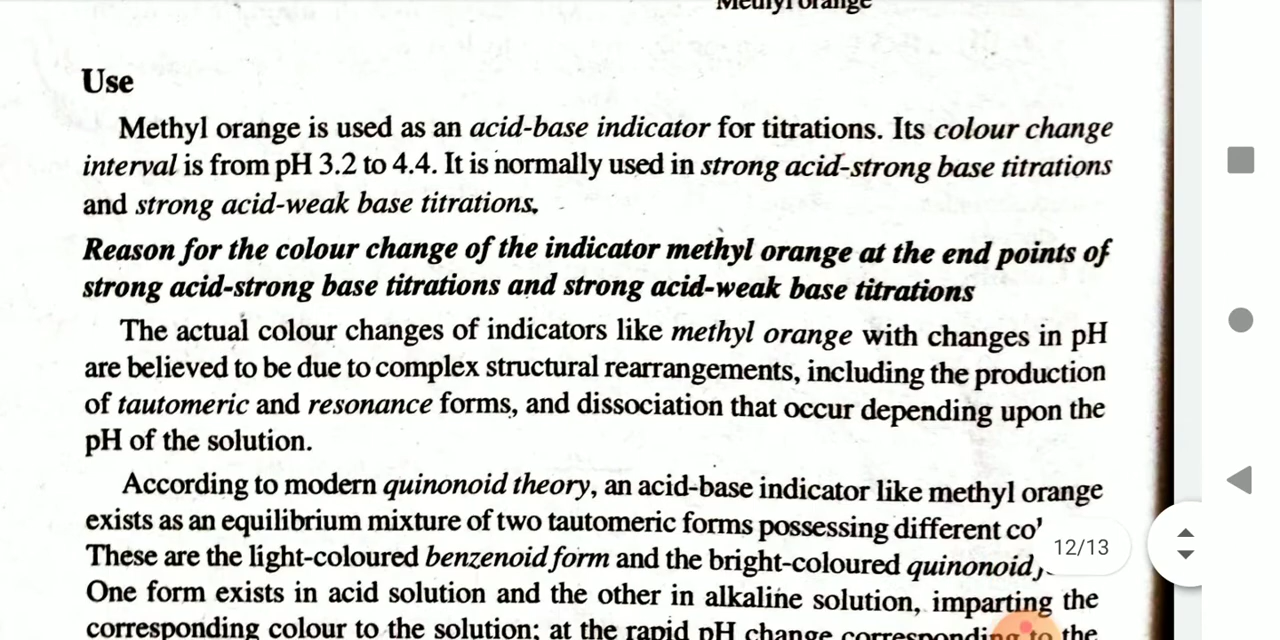 Methyl orange
Use
Methyl orange is used as an acid-base indicator for titrations. Its colour change
interval is from pH 3.2 to 4.4. It is normally used in strong acid-strong base titrations
and strong acid-weak base titrations.
Reason for the colour change of the indicator methyl orange at the end points of
strong acid-strong base titrations and strong acid-weak base titrations
The actual colour changes of indicators like methyl orange with changes in pH
are believed to be due to complex structural rearrangements, including the production
of tautomeric and resonance forms, and dissociation that occur depending upon the
pH of the solution.
According to modern quinonoid theory, an acid-base indicator like methyl orange
exists as an equilibrium mixture of two tautomeric forms possessing different
These are the light-coloured benzenoid form and the bright-coloured quinonoid
One form exists in acid solution and the other in alkaline solution, imparting the
corresponding colour to the solution; at the rapid pH change corresponding to the
12/13